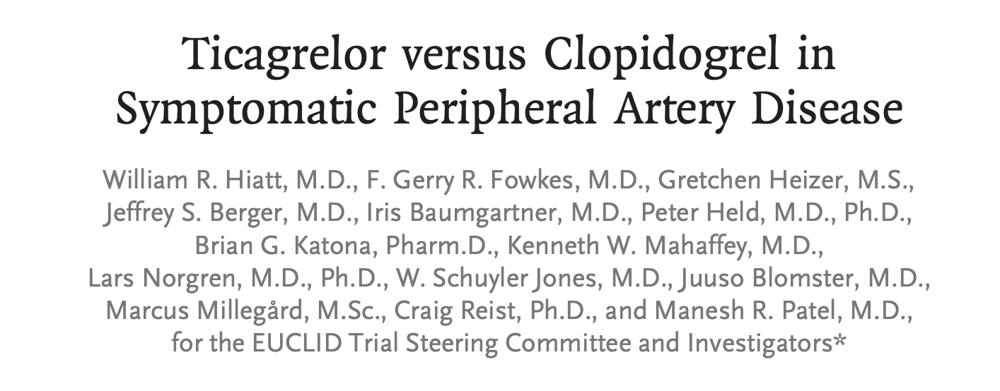 Ticagrelor versus Clopidogrel in
Symptomatic Peripheral Artery Disease
William R. Hiatt, M.D., F. Gerry R. Fowkes, M.D., Gretchen Heizer, M.S.,
Jeffrey S. Berger, M.D., Iris Baumgartner, M.D., Peter Held, M.D., Ph.D.,
Brian G. Katona, Pharm.D., Kenneth W. Mahaffey, M.D.,
Lars Norgren, M.D., Ph.D., W. Schuyler Jones, M.D., Juuso Blomster, M.D.,
Marcus Millegård, M.Sc., Craig Reist, Ph.D., and Manesh R. Patel, M.D.,
for the EUCLID Trial Steering Committee and Investigators*